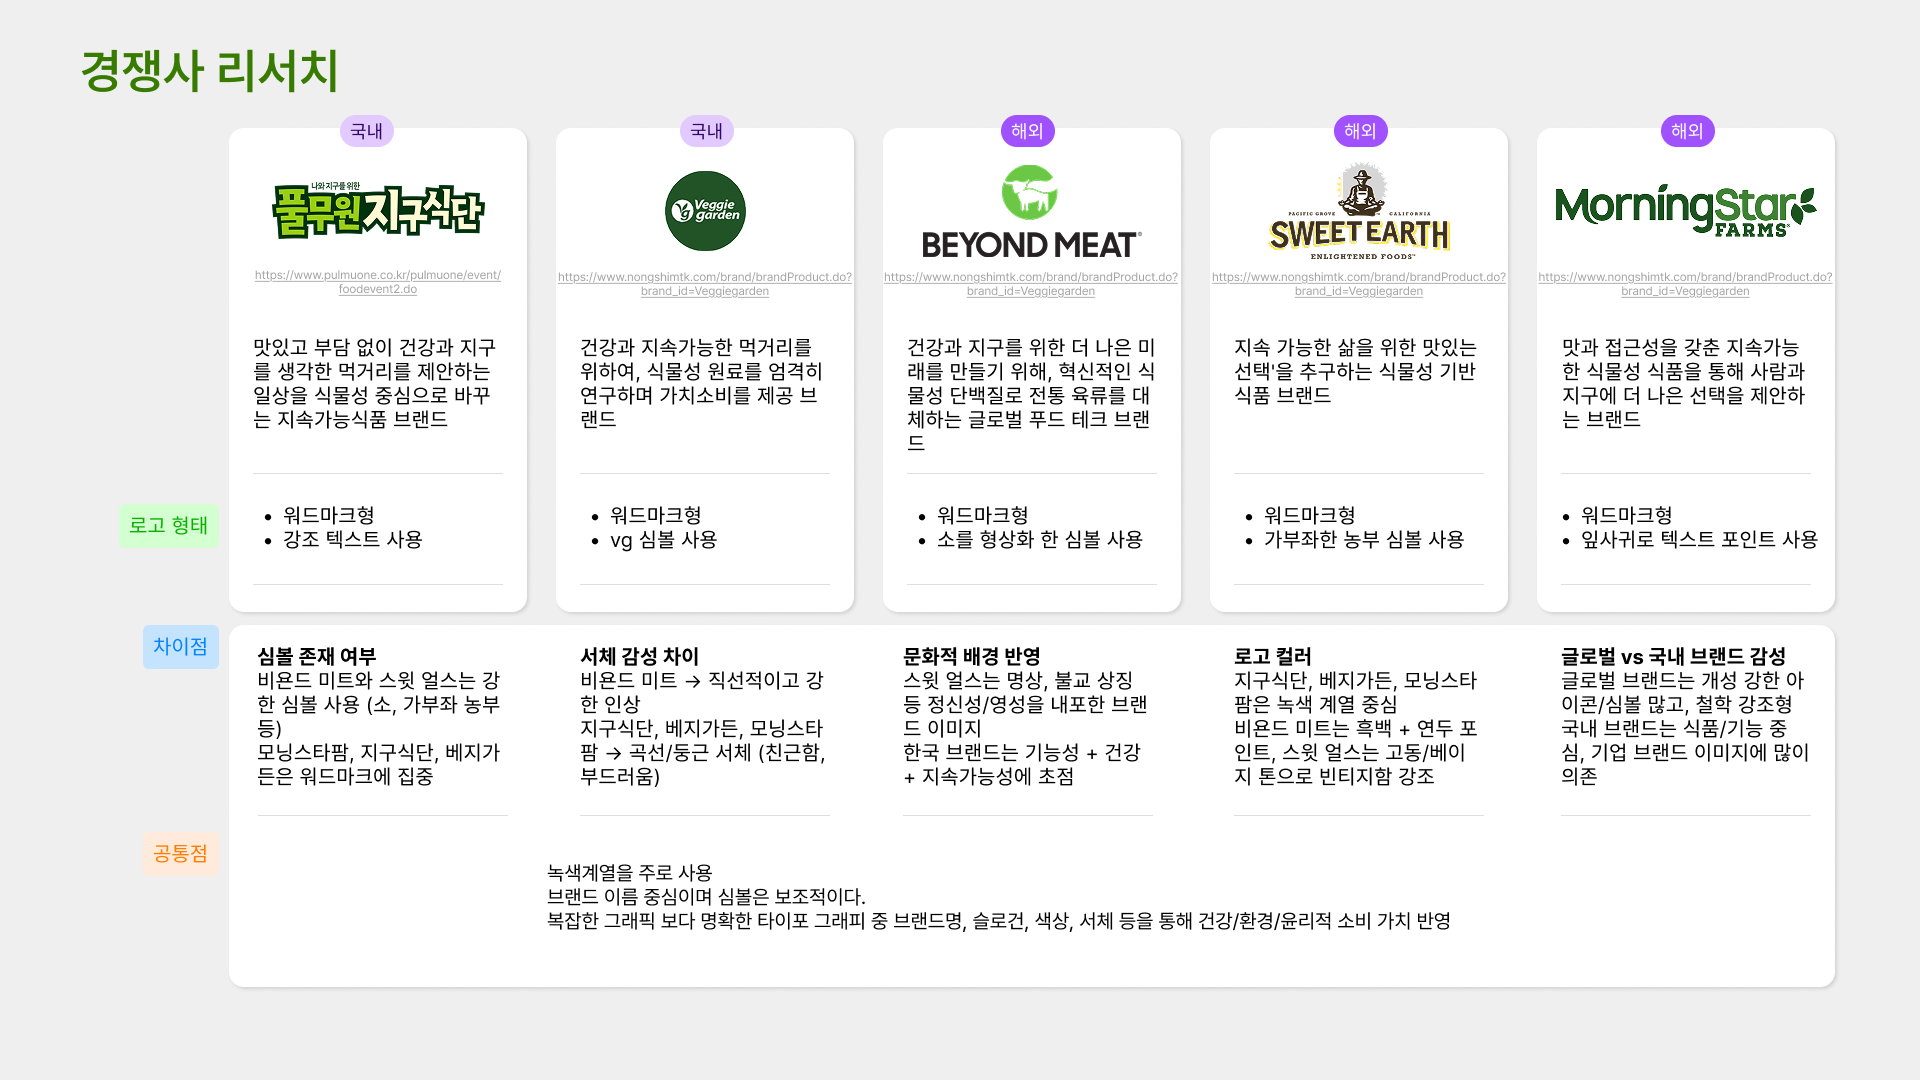 경쟁사 리서치
국내
나와 지구를 위한
풀무원지구식단
https://www.pulmuone.co.kr/pulmuone/event/
foodevent2.do
맛있고 부담 없이 건강과 지구
를 생각한 먹거리를 제안하는
일상을 식물성 중심으로 바꾸
는 지속가능식품 브랜드
국내
Veggie
garden
https://www.nongshimtk.com/brand/brandProduct.do?
brand_id=Veggiegarden
건강과 지속가능한 먹거리를
위하여, 식물성 원료를 엄격히
연구하며 가치소비를 제공 브
랜드
해외
BEYOND MEAT®
https://www.nongshimtk.com/brand/brandProduct.do?
brand_id=Veggiegarden
건강과 지구를 위한 더 나은 미
래를 만들기 위해, 혁신적인 식
물성 단백질로 전통 육류를 대
체하는 글로벌 푸드 테크 브랜
드
해외
PACIFIC GROVE CALIFORNIA
SWEET EARTH
ENLIGHTENED FOODS™
https://www.nongshimtk.com/brand/brandProduct.do?
brand_id=Veggiegarden
지속 가능한 삶을 위한 맛있는
선택'을 추구하는 식물성 기반
식품 브랜드
해외
MorningStar
FARMS®
https://www.nongshimtk.com/brand/brandProduct.do?
brand_id=Veggiegarden
맛과 접근성을 갖춘 지속가능
한 식물성 식품을 통해 사람과
지구에 더 나은 선택을 제안하
는 브랜드
로고 형태
• 워드마크형
• 강조 텍스트 사용
• 워드마크형
• vg 심볼 사용
• 워드마크형
• 소를 형상화 한 심볼 사용
• 워드마크형
• 가부좌한 농부 심볼 사용
• 워드마크형
• 잎사귀로 텍스트 포인트 사용
차이점
심볼 존재 여부
비욘드 미트와 스윗 얼스는 강
한 심볼 사용 (소, 가부좌 농부
등)
모닝스타팜, 지구식단, 베지가
든은 워드마크에 집중
서체 감성 차이
비욘드 미트 → 직선적이고 강
한 인상
지구식단, 베지가든, 모닝스타
팜 → 곡선/둥근 서체 (친근함,
부드러움)
문화적 배경 반영
스윗 얼스는 명상, 불교 상징
등 정신성/영성을 내포한 브랜
드 이미지
한국 브랜드는 기능성 + 건강
+ 지속가능성에 초점
로고 컬러
지구식단, 베지가든, 모닝스타
팜은 녹색 계열 중심
비욘드 미트는 흑백 + 연두 포
인트, 스윗 얼스는 고동/베이
지 톤으로 빈티지함 강조
글로벌 vs 국내 브랜드 감성
글로벌 브랜드는 개성 강한 아
이콘/심볼 많고, 철학 강조형
국내 브랜드는 식품/기능 중
심, 기업 브랜드 이미지에 많이
의존
공통점
녹색계열을 주로 사용
브랜드 이름 중심이며 심볼은 보조적이다.
복잡한 그래픽 보다 명확한 타이포 그래피 중 브랜드명, 슬로건, 색상, 서체 등을 통해 건강/환경/윤리적 소비 가치 반영